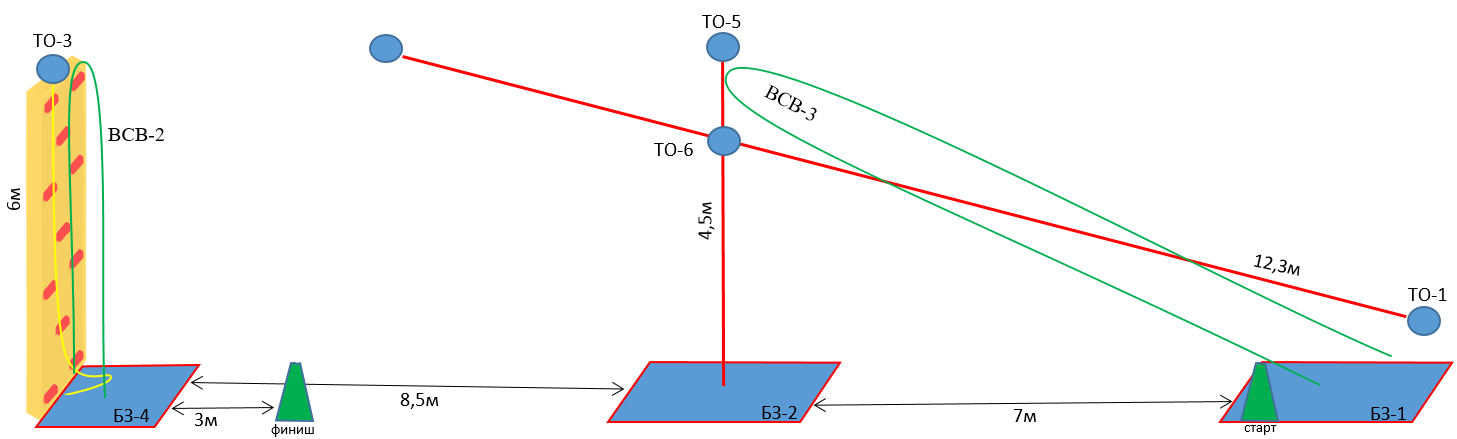 ТО-5
ТО-3
ВСВ-3
ВСВ-2
ТО-6
6м
4,5м
12,3м
ТО-1
БЗ-4
3м
финиш
8,5м
БЗ-2
7м
БЗ-1
старт